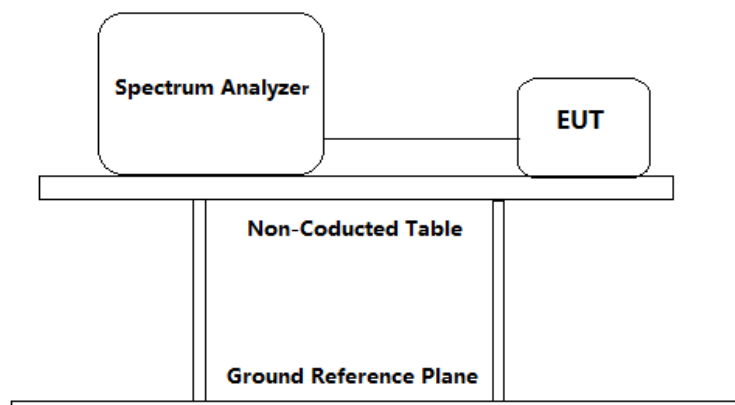 Spectrum Analyzer
EUT
Non-Coducted Table
Ground Reference Plane